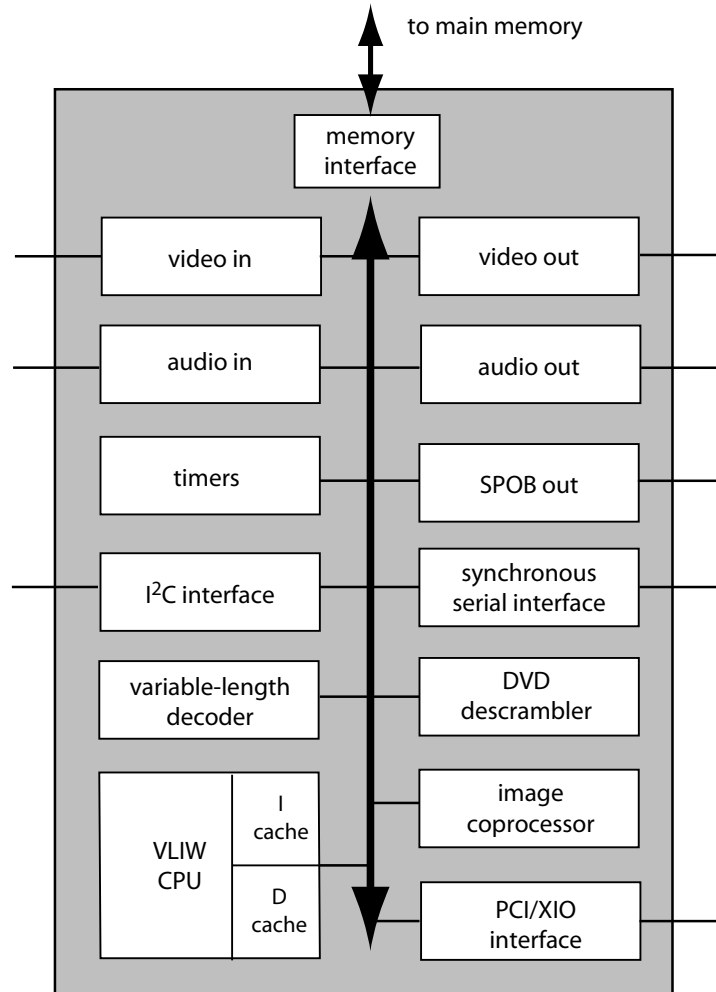 to main memory
memory
interface
video in
video out
audio in
audio out
timers
SPOB out
I²C interface
synchronous
serial interface
variable-length
decoder
DVD
descrambler
VLIW
CPU
I
cache
D
cache
image
coprocessor
PCI/XIO
interface